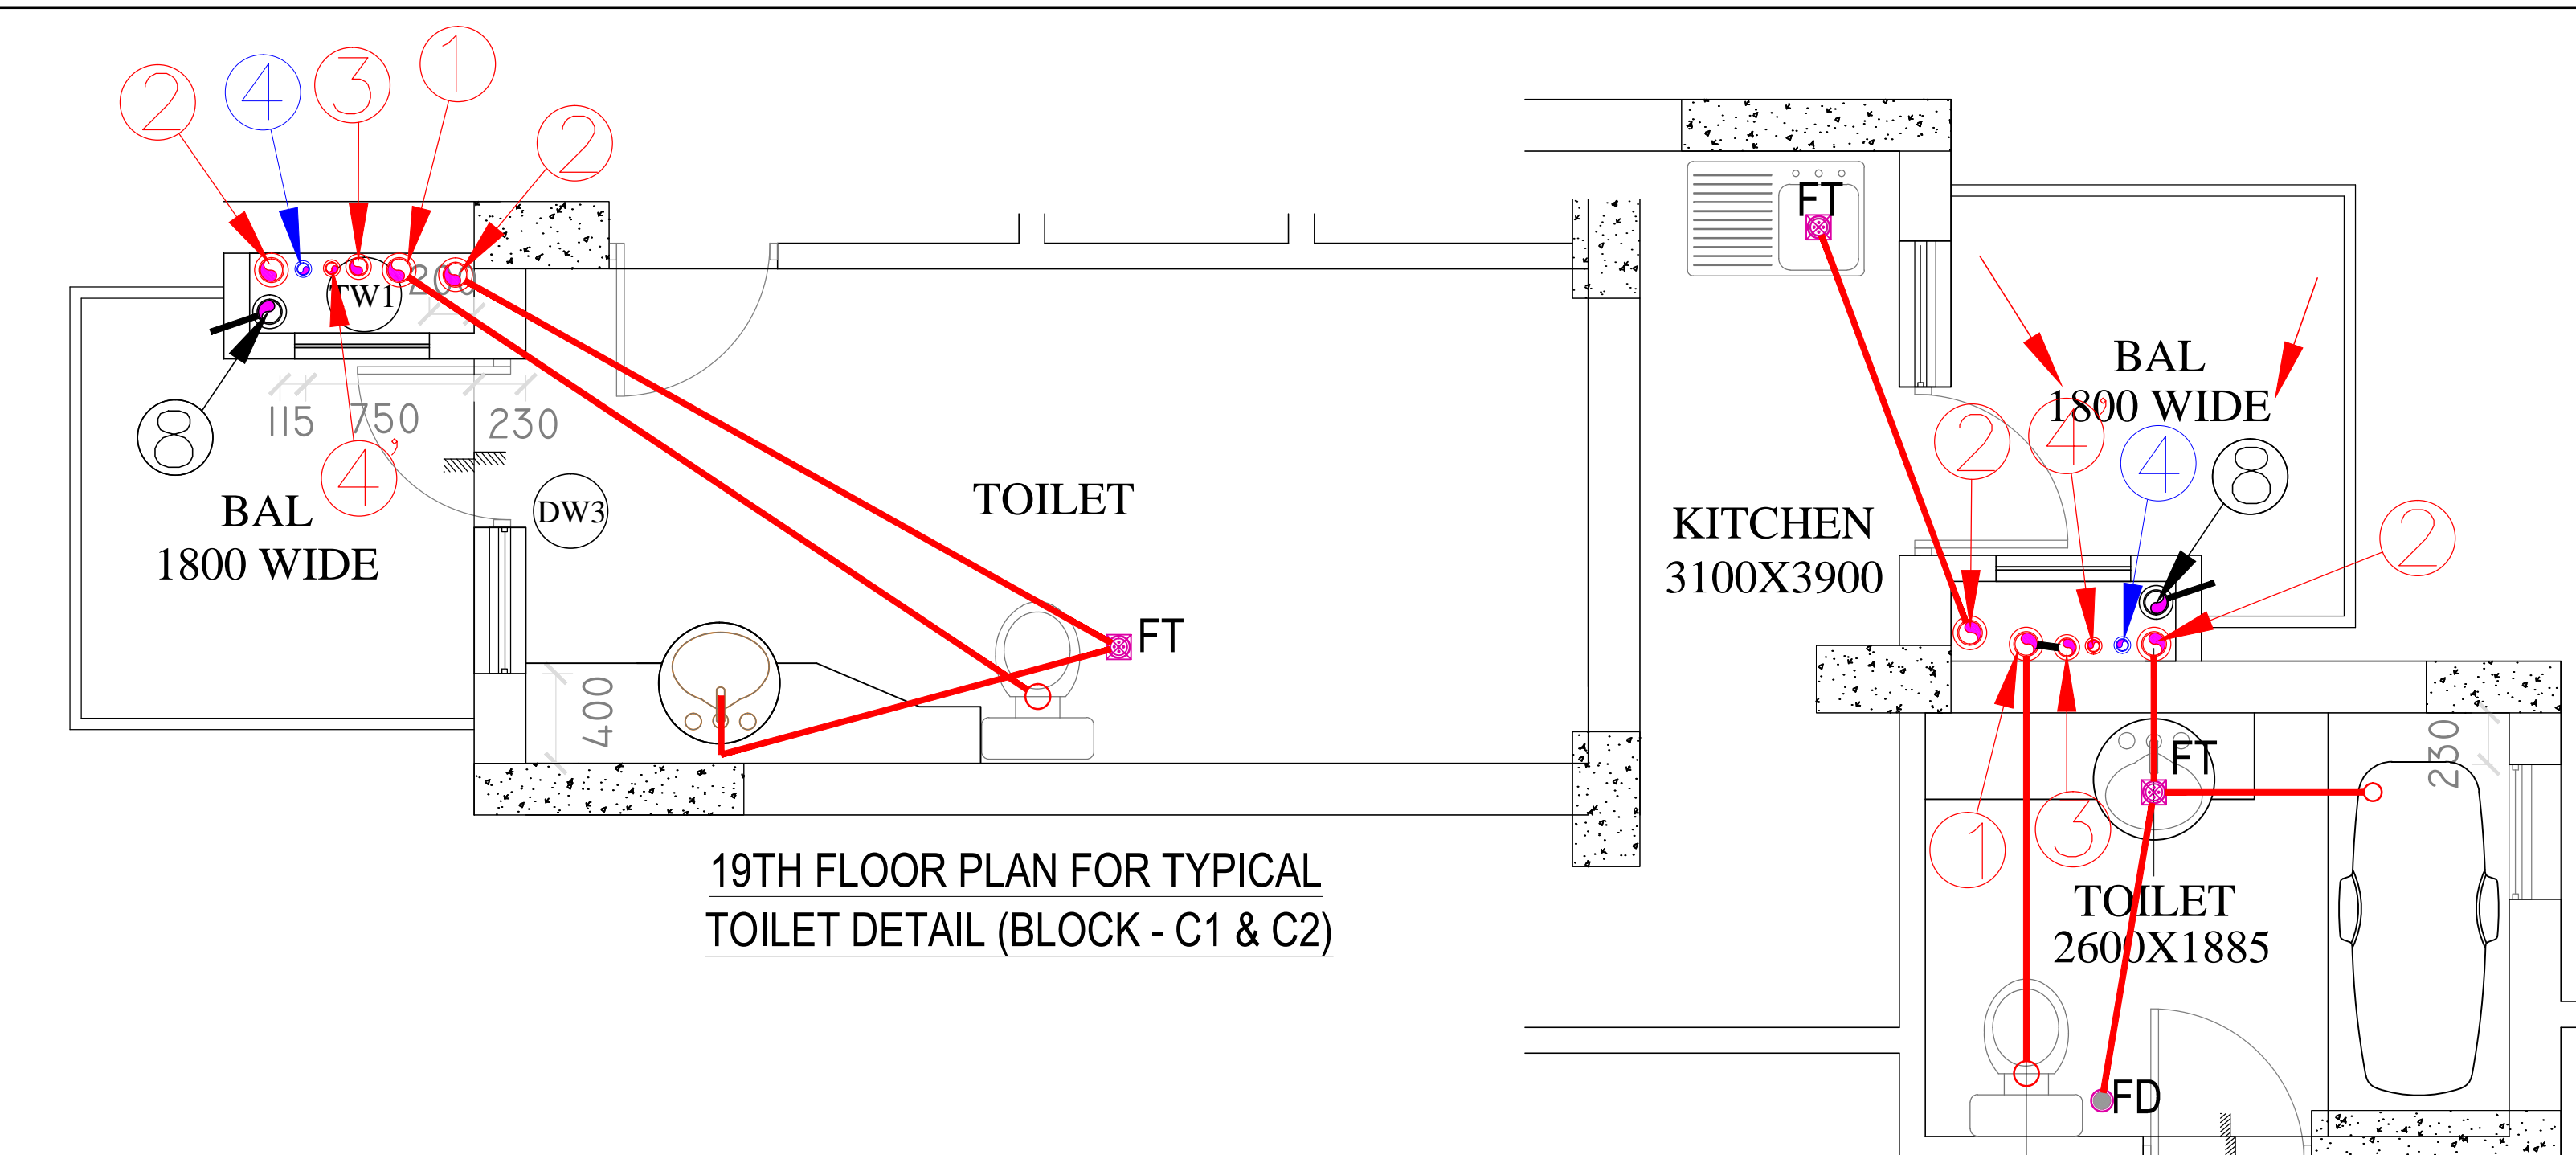 2
4
3
1
2
TW1
200
8
115
750
230
4'
BAL
1800 WIDE
DW3
TOILET
FT
400
19TH FLOOR PLAN FOR TYPICAL
TOILET DETAIL (BLOCK - C1 & C2)
FT
KITCHEN
3100X3900
BAL
1800 WIDE
2
4'
4
8
2
1
3
FT
230
TOILET
2600X1885
FD